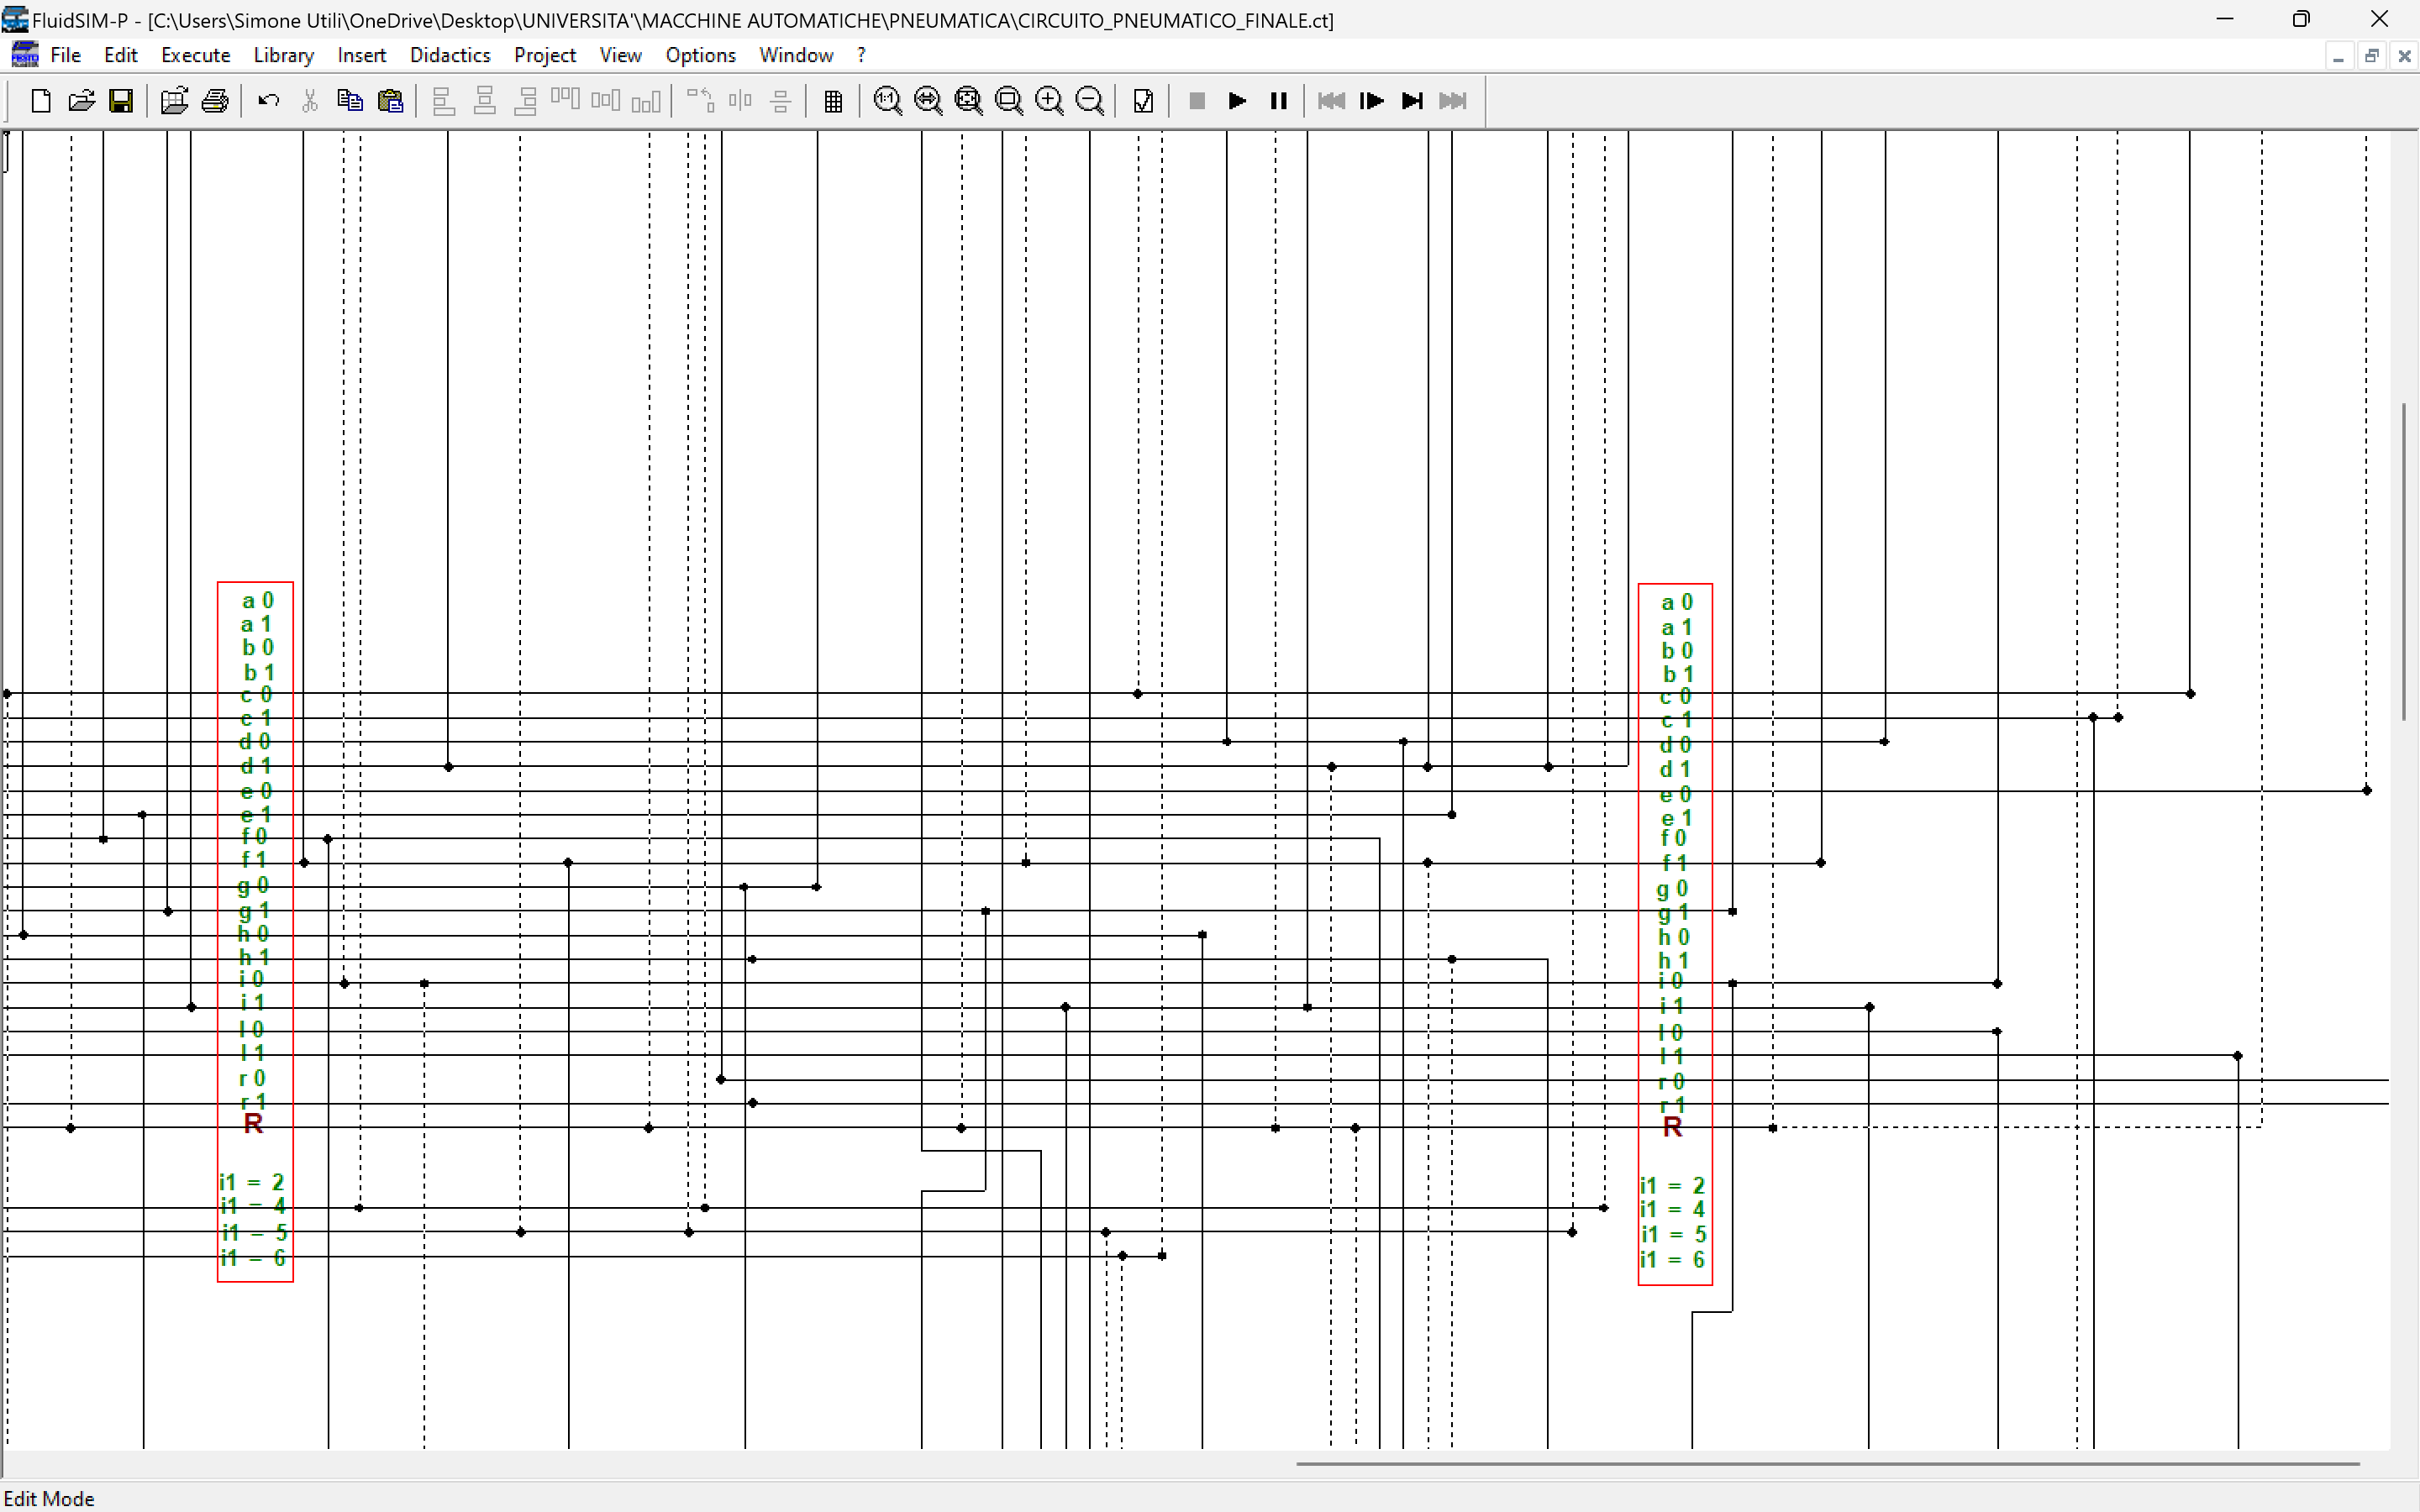 FluidSIM-P - [C:\Users\Simone Utili\OneDrive\Desktop\UNIVERSITA'\MACCHINE AUTOMATICHE\PNEUMATICA\CIRCUITO_PNEUMATICO_FINALE.ct]
File Edit Execute Library Insert Didactics Project View Options Window ?
a 0
a 1
b 0
b 1
c 0
c 1
d 0
d 1
e 0
e 1
f 0
f 1
g 0
g 1
h 0
h 1
i 0
i 1
l 0
l 1
r 0
r 1
R
i1 = 2
i1 = 4
i1 = 5
i1 = 6
a 0
a 1
b 0
b 1
c 0
c 1
d 0
d 1
e 0
e 1
f 0
f 1
g 0
g 1
h 0
h 1
i 0
i 1
l 0
l 1
r 0
r 1
R
i1 = 2
i1 = 4
i1 = 5
i1 = 6
Edit Mode